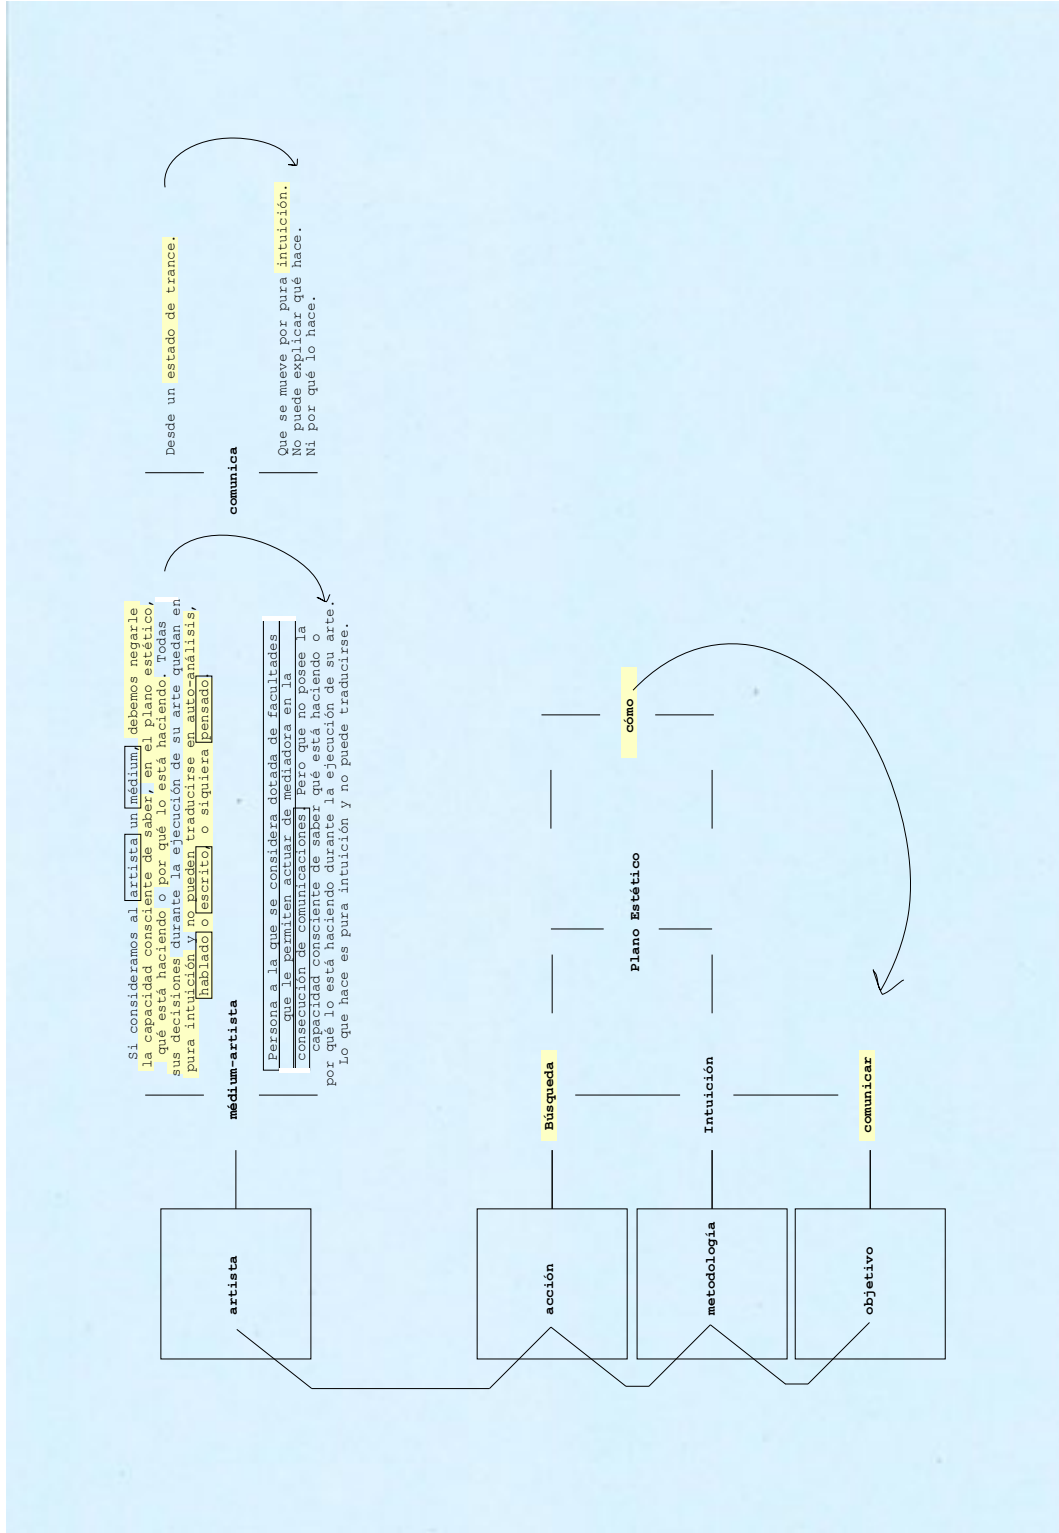 artista
médium-artista
Si consideramos al artista un médium, debemos negarle
la capacidad consciente de saber, en el plano estético,
qué está haciendo o por qué lo está haciendo. Todas
sus decisiones durante la ejecución de su arte quedan en
pura intuición y no pueden traducirse en auto-análisis,
hablado o escrito, o siquiera pensado.
Persona a la que se considera dotada de facultades
que le permiten actuar de mediadora en la
consecución de comunicaciones. Pero que no posee la
capacidad consciente de saber qué está haciendo o
por qué lo está haciendo durante la ejecución de su arte.
Lo que hace es pura intuición y no puede traducirse.
comunica
Desde un estado de trance.
Que se mueve por pura intuición.
No puede explicar qué hace.
Ni por qué lo hace.
acción
Búsqueda
Plano Estético
cómo
metodología
Intuición
objetivo
comunicar